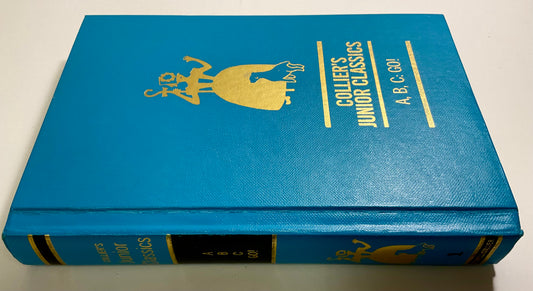 COLLIER'S
JUNIOR CLASSICS
A, B, C: GO!
COLLIER'S
Junior
Classics
A
B
C
GO!
1